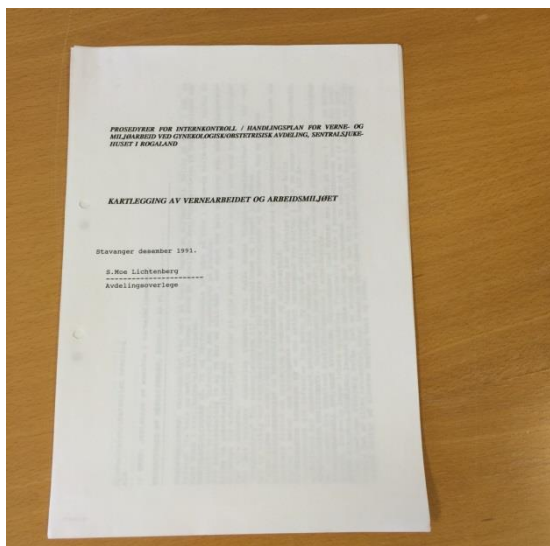 PROSEDYRER FOR INTERNKONTROLL / HANDLINGSPLAN FOR VERNE- OG
MILJØARBEID VED GYNEKOLOGISK/OBSTETRISISK AVDELING, SENTRALSJUKE-
HUSET I ROGALAND
KARTLEGGING AV VERNEARBEIDET OG ARBEIDSMILJØET
Stavanger desember 1991.
S.Moe Lichtenberg
-----------------------
Avdelingsoverlege